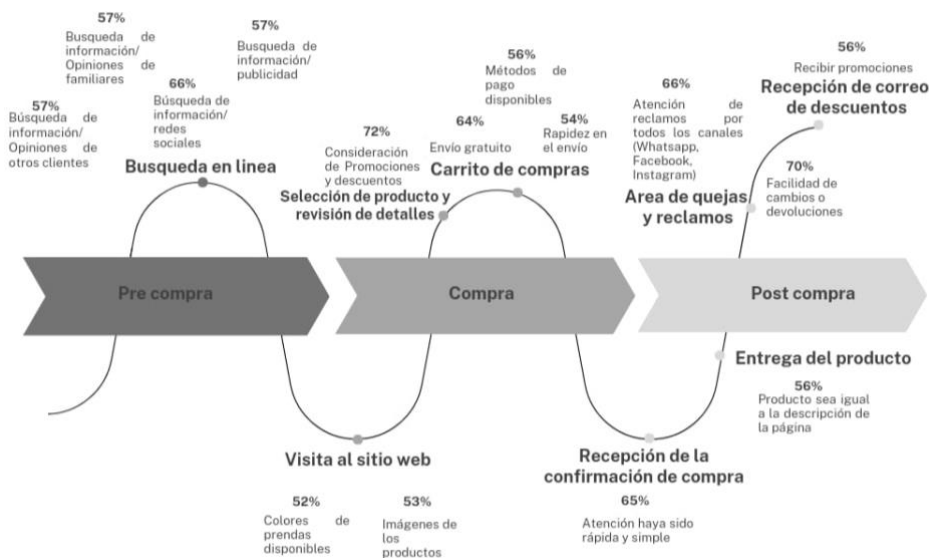 57%
Busqueda de
información/
Opiniones de
familiares
57%
Busqueda de
información/
publicidad
57%
Búsqueda de
información/
Opiniones de
otros clientes
66%
Búsqueda de
información/
redes
sociales
Busqueda en linea
72%
Consideración
de Promociones
y descuentos
Selección de producto y
revisión de detalles
64%
Envío gratuito
56%
Métodos de
pago
disponibles
54%
Rapidez en
el envío
Carrito de compras
66%
Atención de
reclamos por
todos los canales
(Whatsapp,
Facebook,
Instagram)
Area de quejas
y reclamos
56%
Recibir promociones
Recepción de correo
de descuentos
70%
Facilidad de
cambios o
devoluciones
Pre compra
Compra
Post compra
Visita al sitio web
52%
Colores de
prendas
disponibles
53%
Imágenes de
los
productos
Recepción de la
confirmación de compra
65%
Atención haya sido
rápida y simple
Entrega del producto
56%
Producto sea igual
a la descripción de
la página